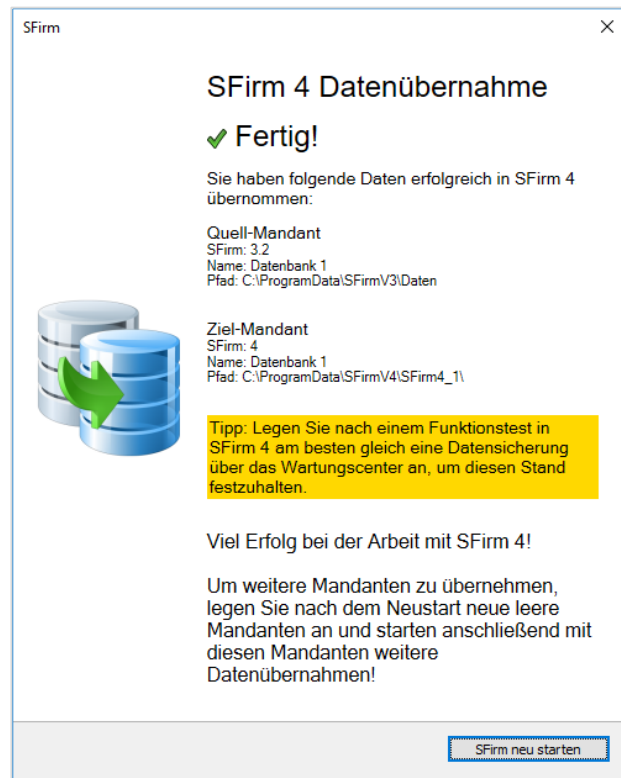 SFirm
SFirm 4 Datenübernahme
Fertig!
Sie haben folgende Daten erfolgreich in SFirm 4
übernommen:
Quell-Mandant
SFirm: 3.2
Name: Datenbank 1
Pfad: C:\ProgramData\SFirmV3\Daten
Ziel-Mandant
SFirm: 4
Name: Datenbank 1
Pfad: C:\ProgramData\SFirmV4\SFirm4_1\
Tipp: Legen Sie nach einem Funktionstest in
SFirm 4 am besten gleich eine Datensicherung
über das Wartungscenter an, um diesen Stand
festzuhalten.
Viel Erfolg bei der Arbeit mit SFirm 4!
Um weitere Mandanten zu übernehmen,
legen Sie nach dem Neustart neue leere
Mandanten an und starten anschließend mit
diesen Mandanten weitere
Datenübernahmen!
SFirm neu starten